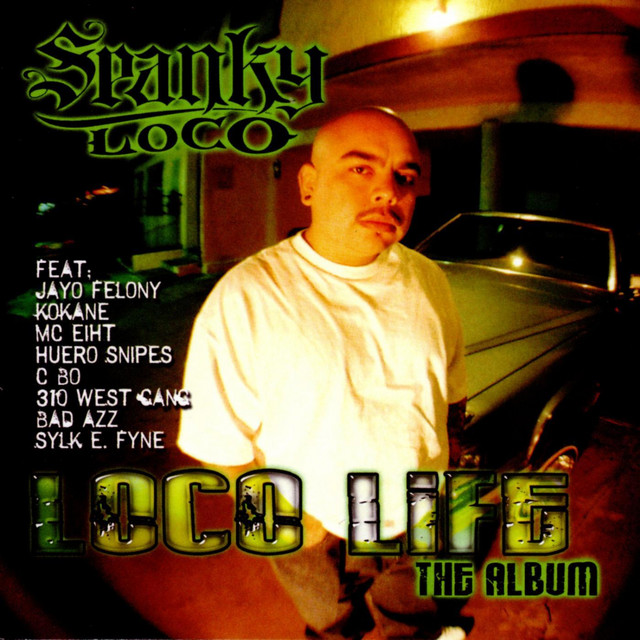 Spanky
LOCO
FEAT:
JAYO FELONY
KOKANE
MC EIHT
HUERO SNIPES
C BO
310 WEST GANG
BAD AZZ
SYLK E. FYNE
LOCO LIFE
THE ALBUM